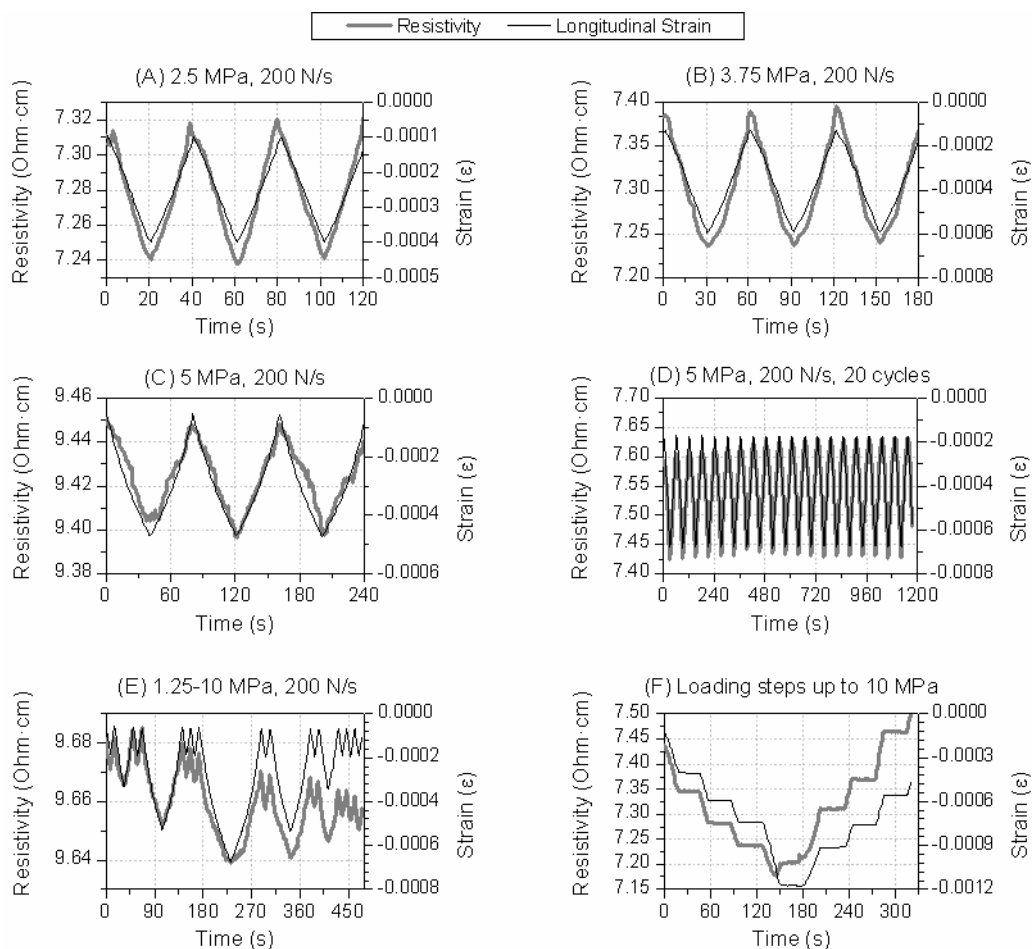 Resistivity Longitudinal Strain
(A) 2.5 MPa, 200 N/s
Resistivity (Ohm·cm)
7.32
7.30
7.28
7.26
7.24
0.0000
-0.0001
-0.0002
-0.0003
-0.0004
-0.0005
Strain (ε)
0 20 40 60 80 100 120
Time (s)
(B) 3.75 MPa, 200 N/s
Resistivity (Ohm·cm)
7.40
7.35
7.30
7.25
7.20
0.0000
-0.0002
-0.0004
-0.0006
-0.0008
Strain (ε)
0 30 60 90 120 150 180
Time (s)
(C) 5 MPa, 200 N/s
Resistivity (Ohm·cm)
9.46
9.44
9.42
9.40
9.38
0.0000
-0.0002
-0.0004
-0.0006
Strain (ε)
0 60 120 180 240
Time (s)
(D) 5 MPa, 200 N/s, 20 cycles
Resistivity (Ohm·cm)
7.70
7.65
7.60
7.55
7.50
7.45
7.40
0.0000
-0.0002
-0.0004
-0.0006
-0.0008
Strain (ε)
0 240 480 720 960 1200
Time (s)
(E) 1.25-10 MPa, 200 N/s
Resistivity (Ohm·cm)
9.68
9.66
9.64
0.0000
-0.0002
-0.0004
-0.0006
-0.0008
Strain (ε)
0 90 180 270 360 450
Time (s)
(F) Loading steps up to 10 MPa
Resistivity (Ohm·cm)
7.50
7.45
7.40
7.35
7.30
7.25
7.20
7.15
0.0000
-0.0003
-0.0006
-0.0009
-0.0012
Strain (ε)
0 60 120 180 240 300
Time (s)